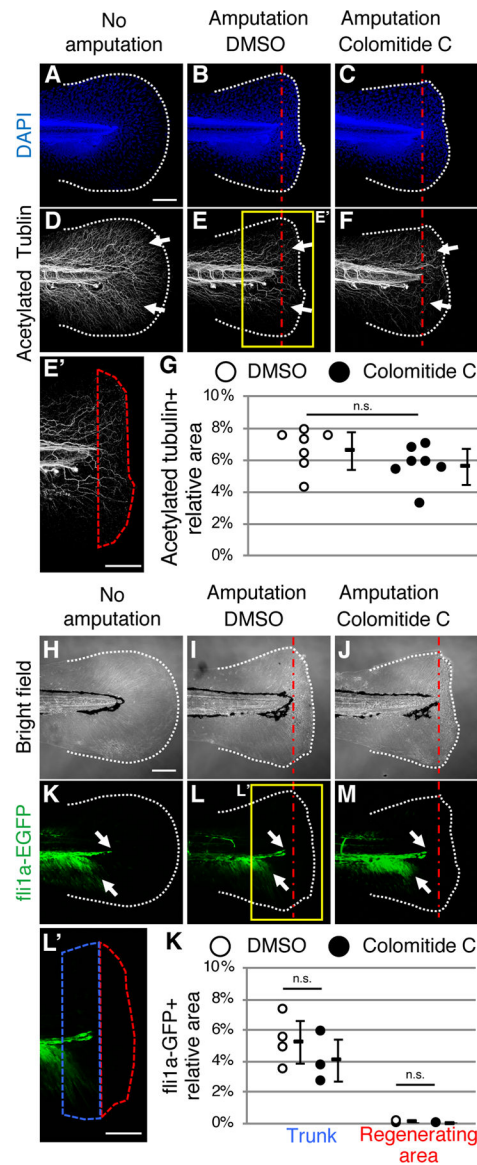 No amputation
Amputation DMSO
Amputation Colomitide C
DAPI
A
B
C
Acetylated Tublin
D
E
E'
F
E'
G
DMSO
Colomitide C
Acetylated tubulin+
relative area
10%
8%
6%
4%
2%
0%
n.s.
No amputation
Amputation DMSO
Amputation Colomitide C
Bright field
H
I
J
fli1a-EGFP
K
L
L'
M
L'
K
DMSO
Colomitide C
fli1a-GFP+
relative area
10%
8%
6%
4%
2%
0%
n.s.
n.s.
Trunk
Regenerating
area